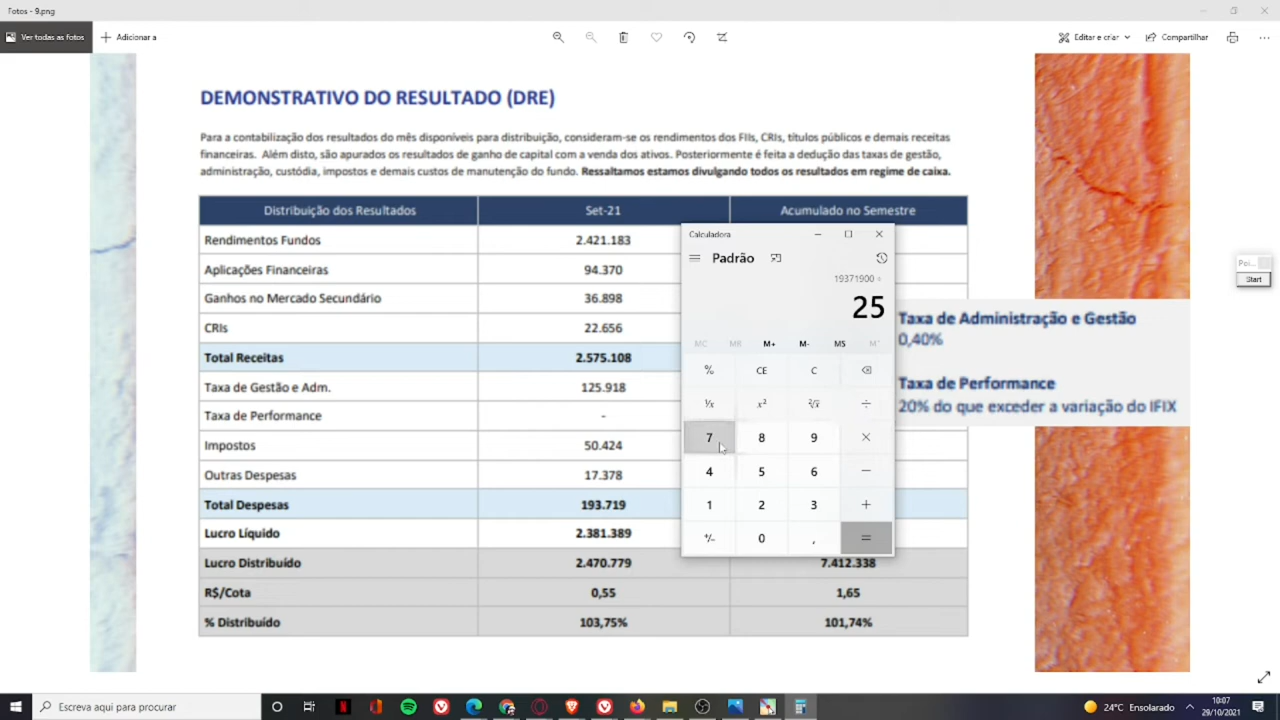 Fotos - 9.png
Ver todas as fotos
Adicionar a
Editar e criar
Compartilhar
DEMONSTRATIVO DO RESULTADO (DRE)
Para a contabilização dos resultados do mês disponíveis para distribuição, consideram-se os rendimentos dos FIIs, CRIs, títulos públicos e demais receitas
financeiras. Além disto, são apurados os resultados de ganho de capital com a venda dos ativos. Posteriormente é feita a dedução das taxas de gestão,
administração, custódia, impostos e demais custos de manutenção do fundo. Ressaltamos estamos divulgando todos os resultados em regime de caixa.
Distribuição dos Resultados Set-21 Acumulado no Semestre
Rendimentos Fundos 2.421.183
Aplicações Financeiras 94.370
Ganhos no Mercado Secundário 36.898
CRIs 22.656
Total Receitas 2.575.108
Taxa de Gestão e Adm. 125.918
Taxa de Performance -
Impostos 50.424
Outras Despesas 17.378
Total Despesas 193.719
Lucro Líquido 2.381.389
Lucro Distribuído 2.470.779 7.412.338
R$/Cota 0,55 1,65
% Distribuído 103,75% 101,74%
Calculadora
Padrão
19371900 ÷
25
MC MR M+ M- MS M˅
% CE C
¹/x x² ²√x ÷
7 8 9 ×
4 5 6 −
1 2 3 +
+/- 0 , =
Taxa de Administração e Gestão
0,40%
Taxa de Performance
20% do que exceder a variação do IFIX
Poi...
Start
Escreva aqui para procurar
24°C Ensolarado
10:07
29/10/2021